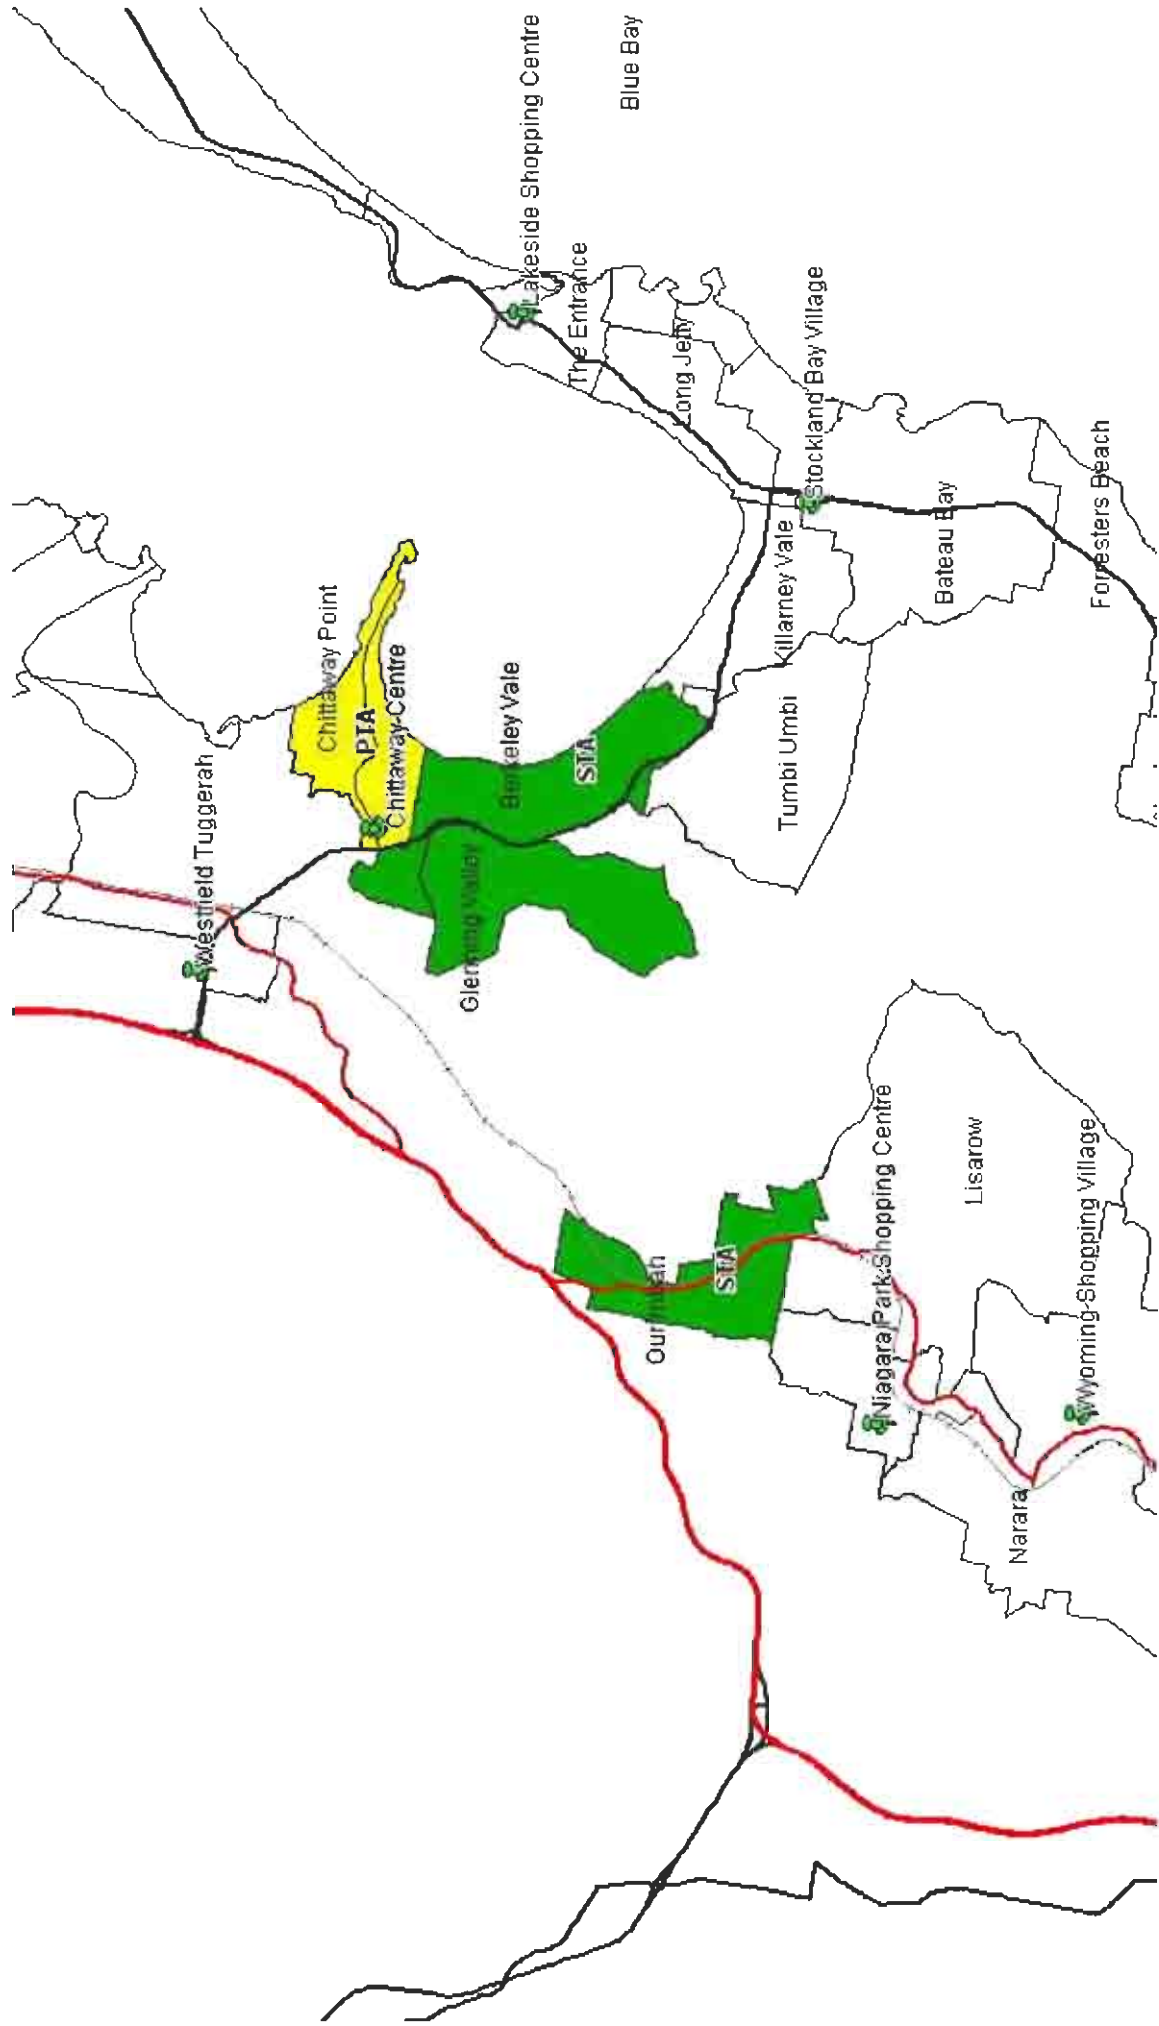 Westfield Tuggerah
Chittaway Point
PTA
Chittaway Centre
Glenning Valley
Berkeley Vale
Lakeside Shopping Centre
The Entrance
STA
Blue Bay
Ourimbah
Long Jetty
STA
Killarney Vale
Tumbi Umbi
Stockland Bay Village
Niagara Park Shopping Centre
Bateau Bay
Lisarow
Narara
Wyoming Shopping Village
Forresters Beach